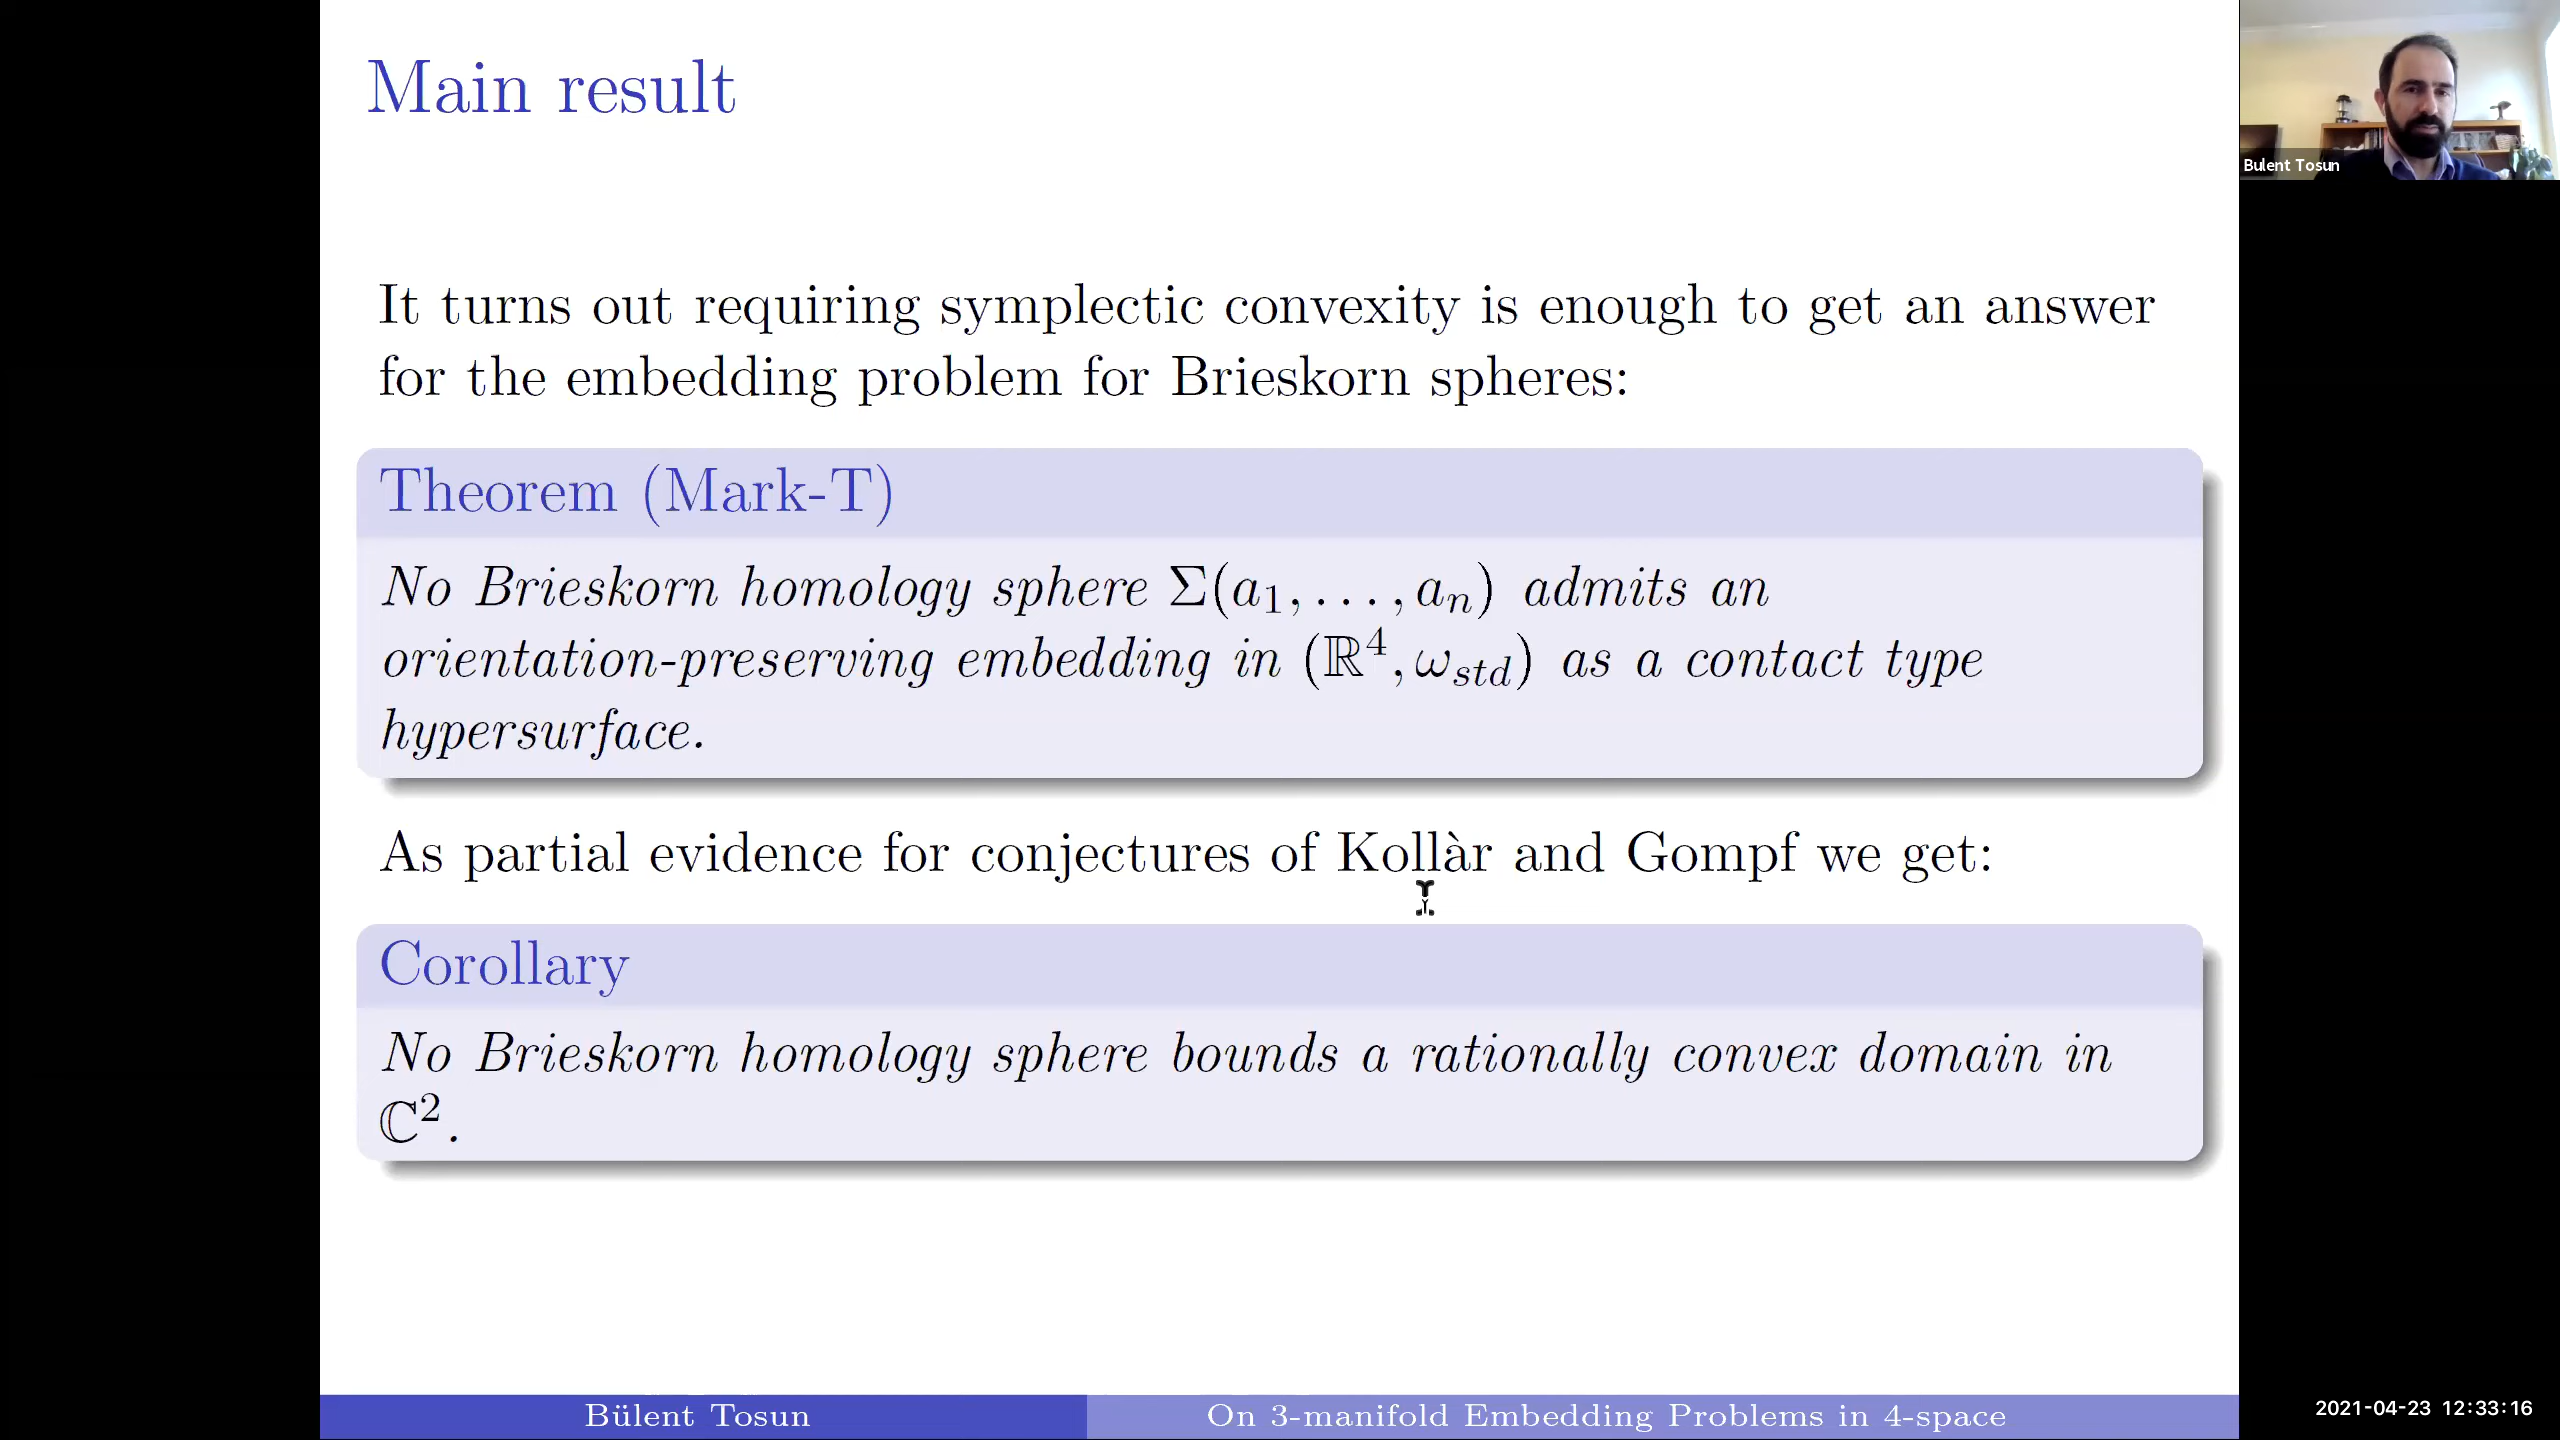 Main result
It turns out requiring symplectic convexity is enough to get an answer
for the embedding problem for Brieskorn spheres:
Theorem (Mark-T)
No Brieskorn homology sphere Σ(a₁, . . . , aₙ) admits an
orientation-preserving embedding in (ℝ⁴, ω_std) as a contact type
hypersurface.
As partial evidence for conjectures of Kollàr and Gompf we get:
Corollary
No Brieskorn homology sphere bounds a rationally convex domain in
ℂ².
Bülent Tosun
On 3-manifold Embedding Problems in 4-space
Bulent Tosun
2021-04-23 12:33:16